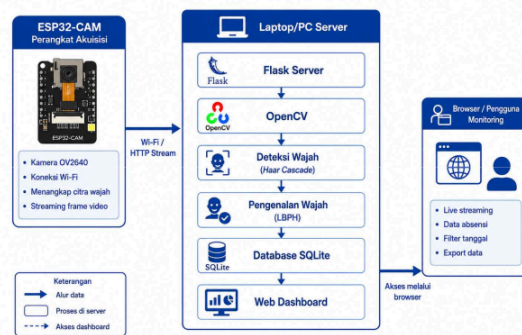 ESP32-CAM
Perangkat Akuisisi
ESP32-CAM
• Kamera OV2640
• Koneksi Wi-Fi
• Menangkap citra wajah
• Streaming frame video
Keterangan
Alur data
Proses di server
Akses dashboard
Wi-Fi /
HTTP Stream
Laptop/PC Server
Flask
Flask Server
OpenCV
OpenCV
Deteksi Wajah
(Haar Cascade)
Pengenalan Wajah
(LBPH)
SQLite
Database SQLite
Web Dashboard
Akses melalui
browser
Browser / Pengguna
Monitoring
• Live streaming
• Data absensi
• Filter tanggal
• Export data